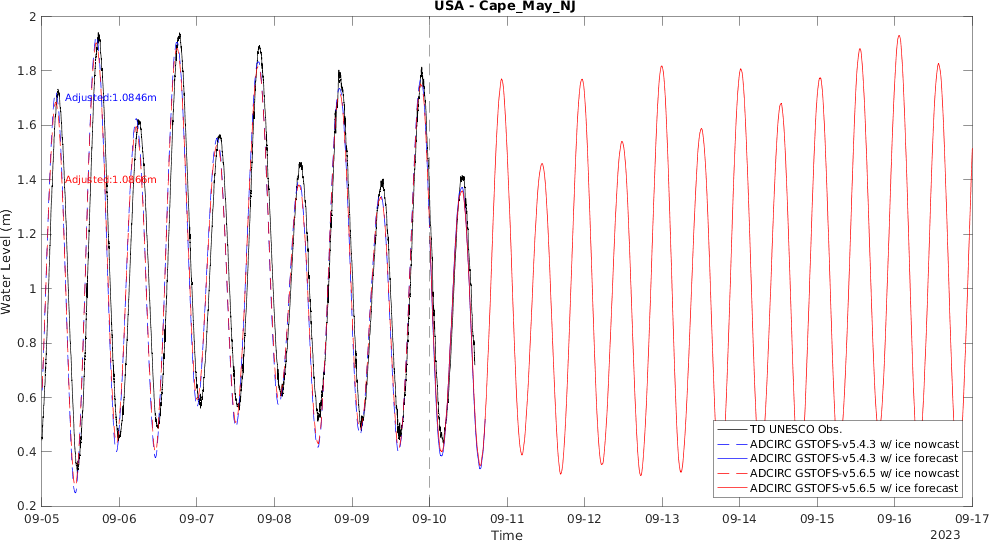 USA - Cape_May_NJ
2
1.8
1.6
1.4
1.2
1
0.8
0.6
0.4
0.2
Water Level (m)
Adjusted:1.0846m
Adjusted:1.0866m
TD UNESCO Obs.
ADCIRC GSTOFS-v5.4.3 w/ ice nowcast
ADCIRC GSTOFS-v5.4.3 w/ ice forecast
ADCIRC GSTOFS-v5.6.5 w/ ice nowcast
ADCIRC GSTOFS-v5.6.5 w/ ice forecast
09-05 09-06 09-07 09-08 09-09 09-10 09-11 09-12 09-13 09-14 09-15 09-16 09-17
Time
2023